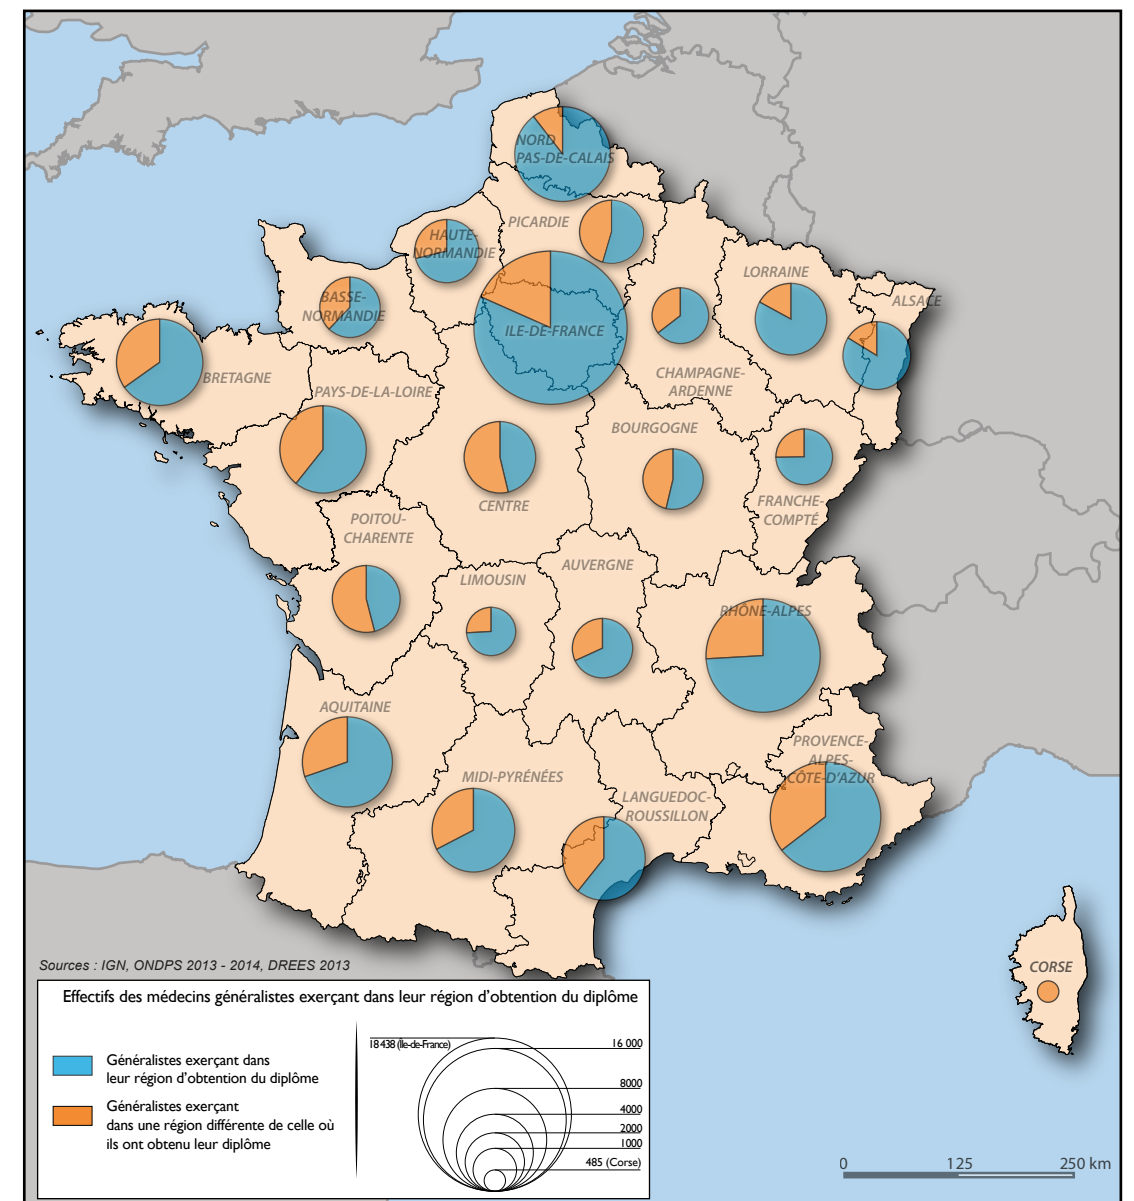 NORD
PAS-DE-CALAIS
PICARDIE
HAUTE-
NORMANDIE
LORRAINE
ALSACE
BASSE-
NORMANDIE
ILE-DE-FRANCE
CHAMPAGNE-
ARDENNE
BRETAGNE
PAYS-DE-LA-LOIRE
BOURGOGNE
CENTRE
FRANCHE-
COMPTÉ
POITOU-
CHARENTE
AUVERGNE
LIMOUSIN
RHÔNE-ALPES
AQUITAINE
PROVENCE-
ALPES-
CÔTE-D'AZUR
MIDI-PYRÉNÉES
LANGUEDOC-
ROUSSILLON
CORSE
Sources : IGN, ONDPS 2013 - 2014, DREES 2013
Effectifs des médecins généralistes exerçant dans leur région d'obtention du diplôme
Généralistes exerçant dans
leur région d'obtention du diplôme
Généralistes exerçant
dans une région différente de celle où
ils ont obtenu leur diplôme
18 438 (Île-de-France)
16 000
8000
4000
2000
1000
485 (Corse)
0 125 250 km